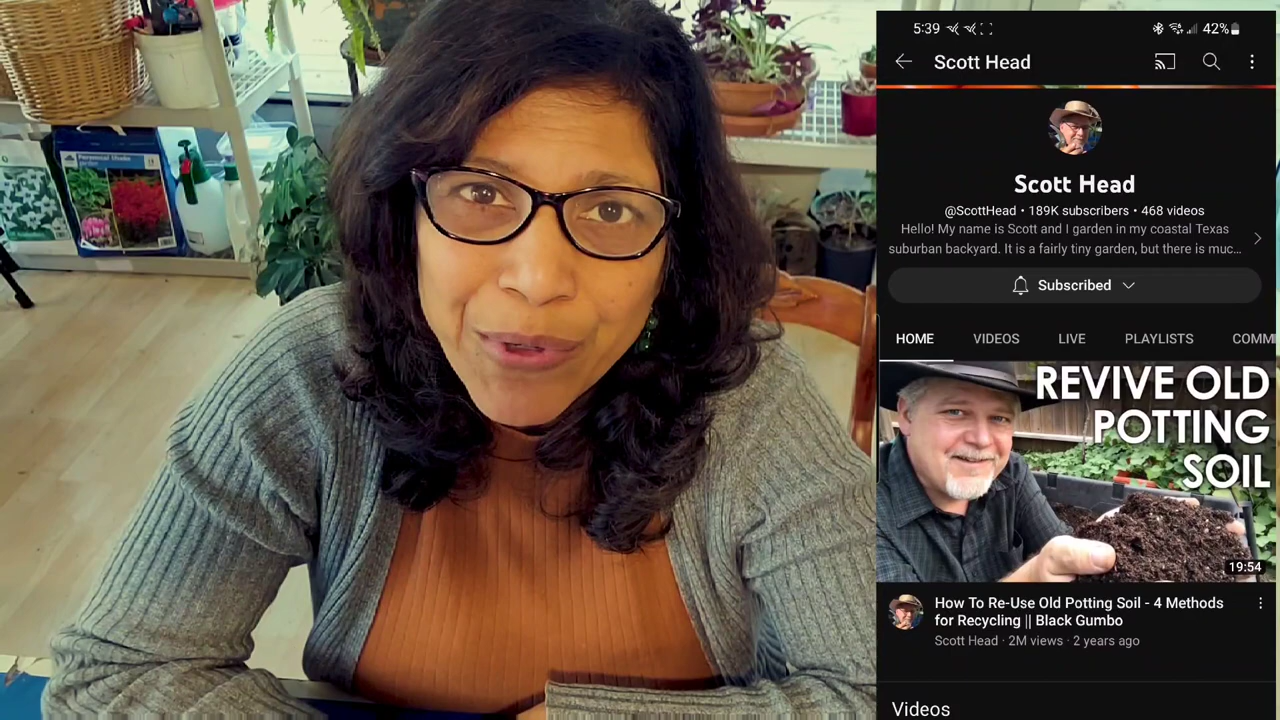 Perennial Shade
garden
5:39
42%
Scott Head
Scott Head
@ScottHead • 189K subscribers • 468 videos
Hello! My name is Scott and I garden in my coastal Texas
suburban backyard. It is a fairly tiny garden, but there is muc...
Subscribed
HOME VIDEOS LIVE PLAYLISTS COMM
REVIVE OLD
POTTING
SOIL
19:54
How To Re-Use Old Potting Soil - 4 Methods
for Recycling || Black Gumbo
Scott Head · 2M views · 2 years ago
Videos